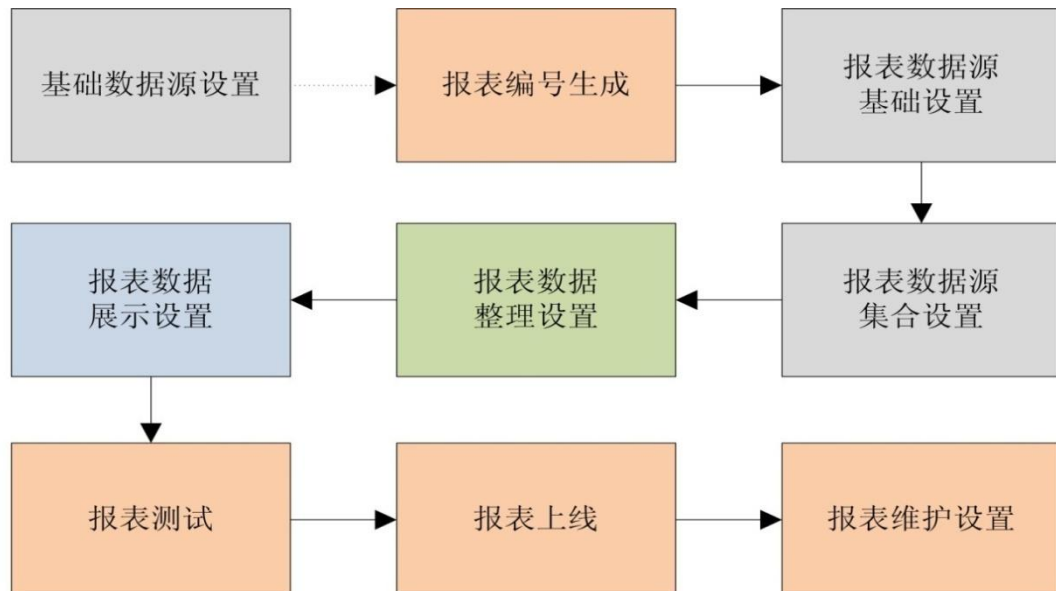 基础数据源设置
报表编号生成
报表数据源
基础设置
报表数据
展示设置
报表数据
整理设置
报表数据源
集合设置
报表测试
报表上线
报表维护设置